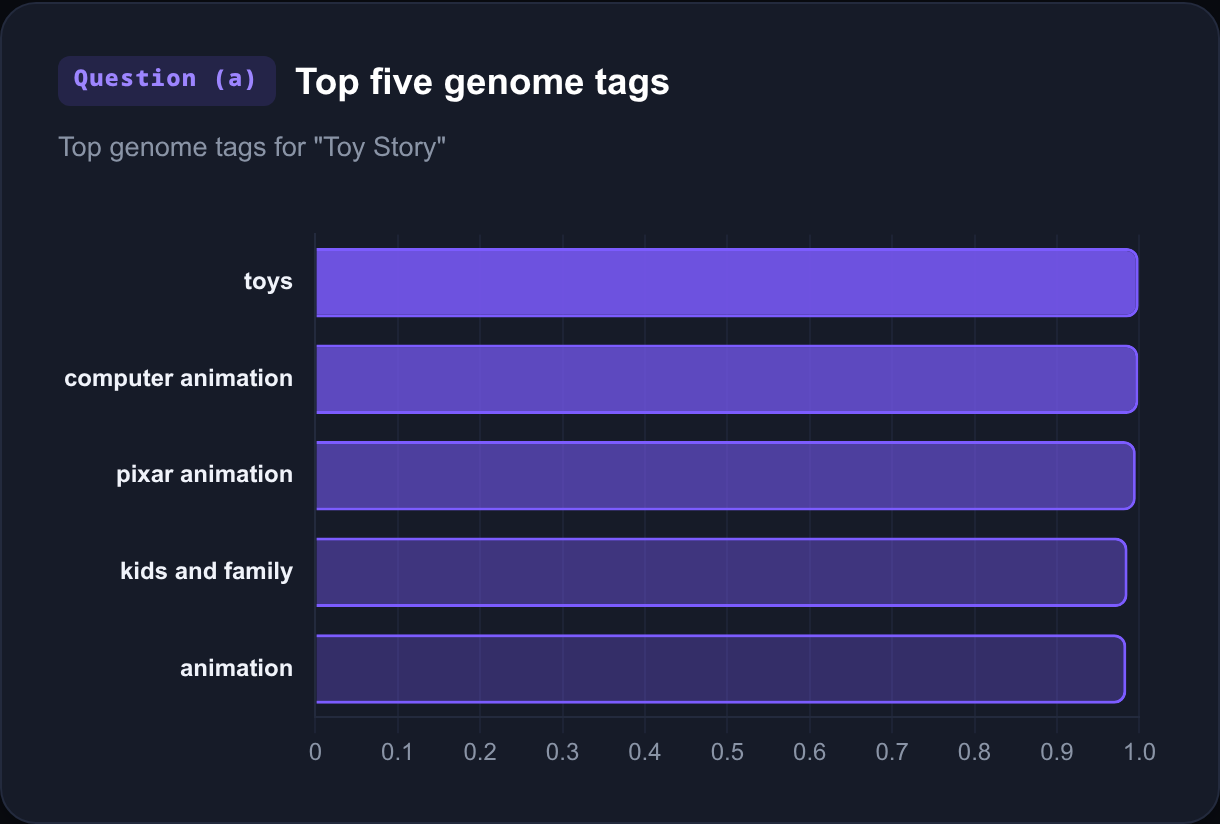 Question (a) Top five genome tags
Top genome tags for "Toy Story"
toys
computer animation
pixar animation
kids and family
animation
0 0.1 0.2 0.3 0.4 0.5 0.6 0.7 0.8 0.9 1.0